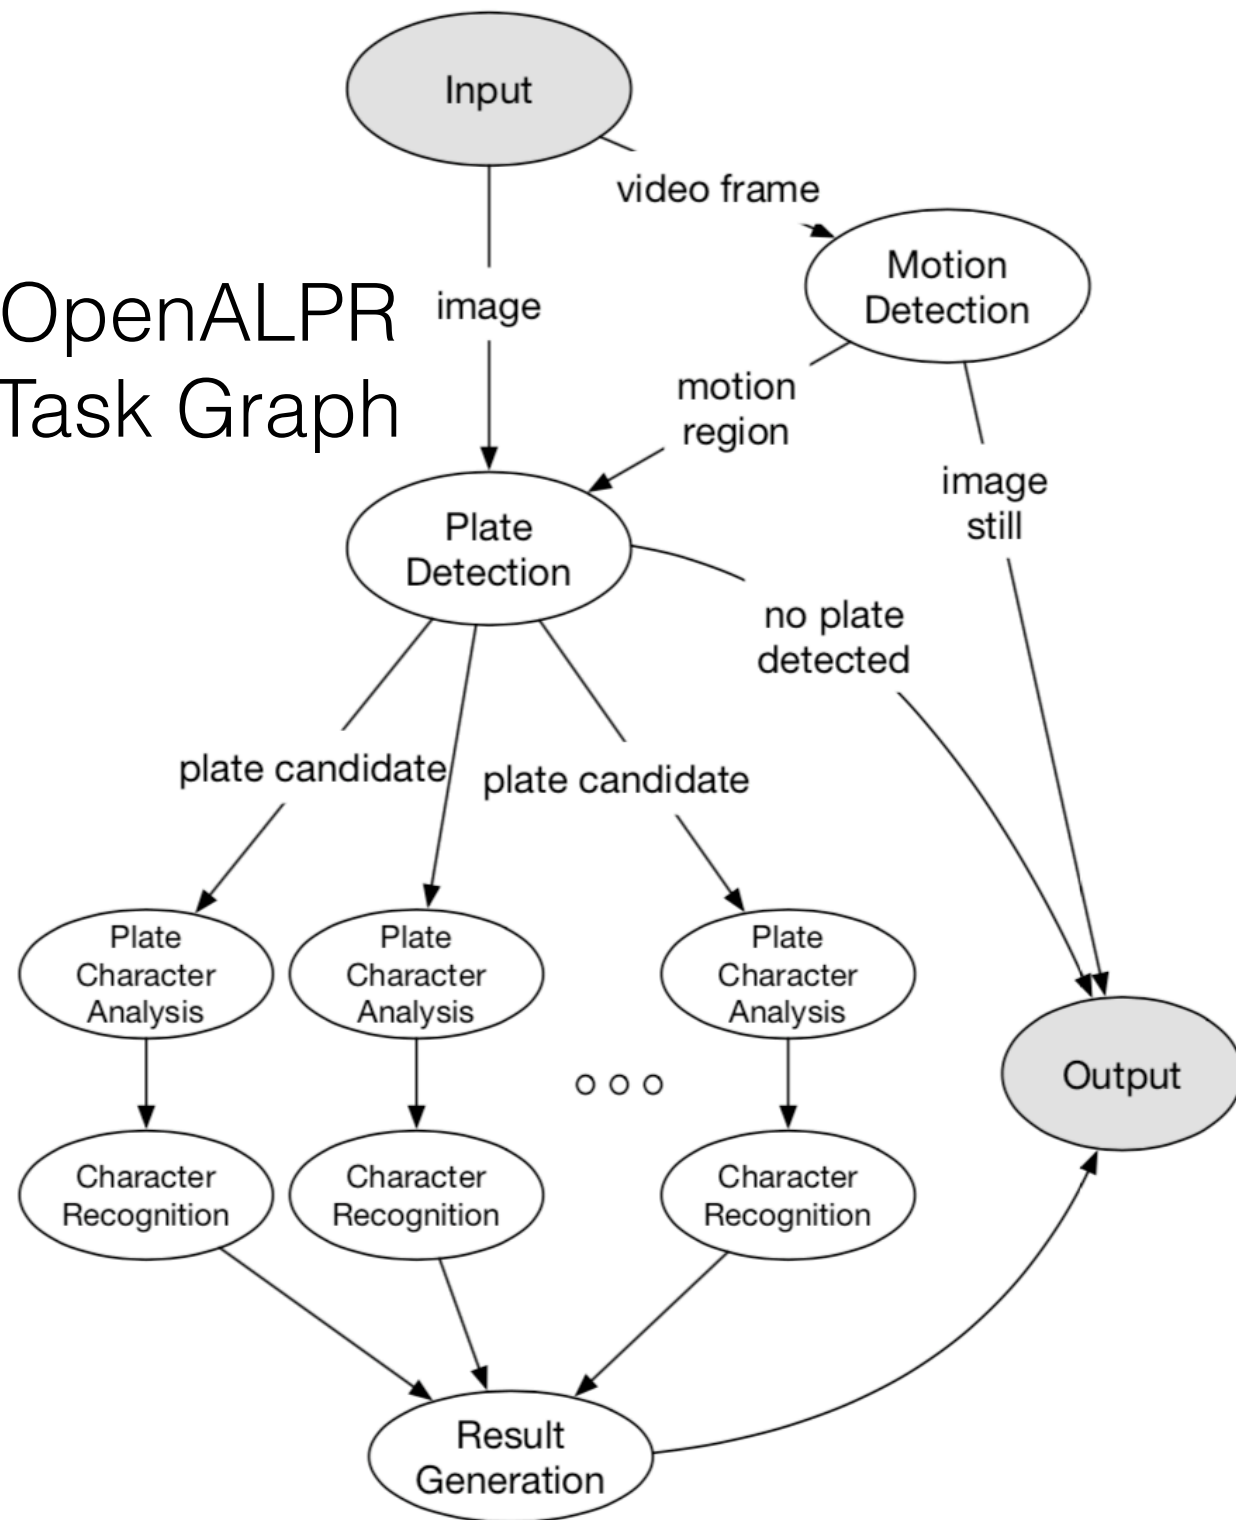 Input
video frame
Motion
Detection
OpenALPR
Task Graph
image
motion
region
image
still
Plate
Detection
no plate
detected
plate candidate
plate candidate
Plate
Character
Analysis
Plate
Character
Analysis
Plate
Character
Analysis
Output
Character
Recognition
Character
Recognition
Character
Recognition
Result
Generation